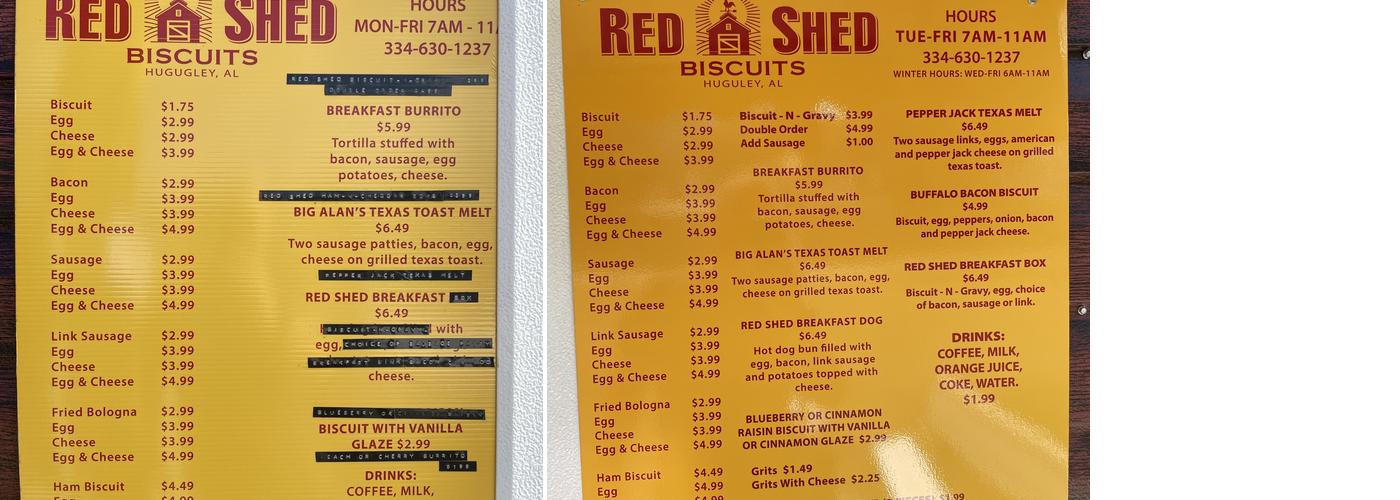 RED SHED
BISCUITS
HUGUGLEY, AL
HOURS
MON-FRI 7AM - 11
334-630-1237
Biscuit $1.75
Egg $2.99
Cheese $2.99
Egg & Cheese $3.99
Bacon $2.99
Egg $3.99
Cheese $3.99
Egg & Cheese $4.99
Sausage $2.99
Egg $3.99
Cheese $3.99
Egg & Cheese $4.99
Link Sausage $2.99
Egg $3.99
Cheese $3.99
Egg & Cheese $4.99
Fried Bologna $2.99
Egg $3.99
Cheese $3.99
Egg & Cheese $4.99
Ham Biscuit $4.49
RED SHED BISCUIT
DOUBLE ORDER
BREAKFAST BURRITO
$5.99
Tortilla stuffed with
bacon, sausage, egg
potatoes, cheese.
RED SHED
BIG ALAN'S TEXAS TOAST MELT
$6.49
Two sausage patties, bacon, egg,
cheese on grilled texas toast.
PEPPER JACK TEXAS MELT
RED SHED BREAKFAST BOX
$6.49
with
egg,
cheese.
BLUEBERRY OR
BISCUIT WITH VANILLA
GLAZE $2.99
OR CHERRY BURRITO
DRINKS:
COFFEE, MILK,
RED SHED
BISCUITS
HUGULEY, AL
HOURS
TUE-FRI 7AM-11AM
334-630-1237
WINTER HOURS: WED-FRI 6AM-11AM
Biscuit $1.75
Egg $2.99
Cheese $2.99
Egg & Cheese $3.99
Bacon $2.99
Egg $3.99
Cheese $3.99
Egg & Cheese $4.99
Sausage $2.99
Egg $3.99
Cheese $3.99
Egg & Cheese $4.99
Link Sausage $2.99
Egg $3.99
Cheese $3.99
Egg & Cheese $4.99
Fried Bologna $2.99
Egg $3.99
Cheese $3.99
Egg & Cheese $4.99
Ham Biscuit $4.49
Egg $4.99
Biscuit - N - Gravy $3.99
Double Order $4.99
Add Sausage $1.00
BREAKFAST BURRITO
$5.99
Tortilla stuffed with
bacon, sausage, egg
potatoes, cheese.
BIG ALAN'S TEXAS TOAST MELT
$6.49
Two sausage patties, bacon, egg,
cheese on grilled texas toast.
RED SHED BREAKFAST DOG
$6.49
Hot dog bun filled with
egg, bacon, link sausage
and potatoes topped with
cheese.
BLUEBERRY OR CINNAMON
RAISIN BISCUIT WITH VANILLA
OR CINNAMON GLAZE $2.99
Grits $1.49
Grits With Cheese $2.25
PEPPER JACK TEXAS MELT
$6.49
Two sausage links, eggs, american
and pepper jack cheese on grilled
texas toast.
BUFFALO BACON BISCUIT
$4.99
Biscuit, egg, peppers, onion, bacon
and pepper jack cheese.
RED SHED BREAKFAST BOX
$6.49
Biscuit - N - Gravy, egg, choice
of bacon, sausage or link.
DRINKS:
COFFEE, MILK,
ORANGE JUICE,
COKE, WATER.
$1.99